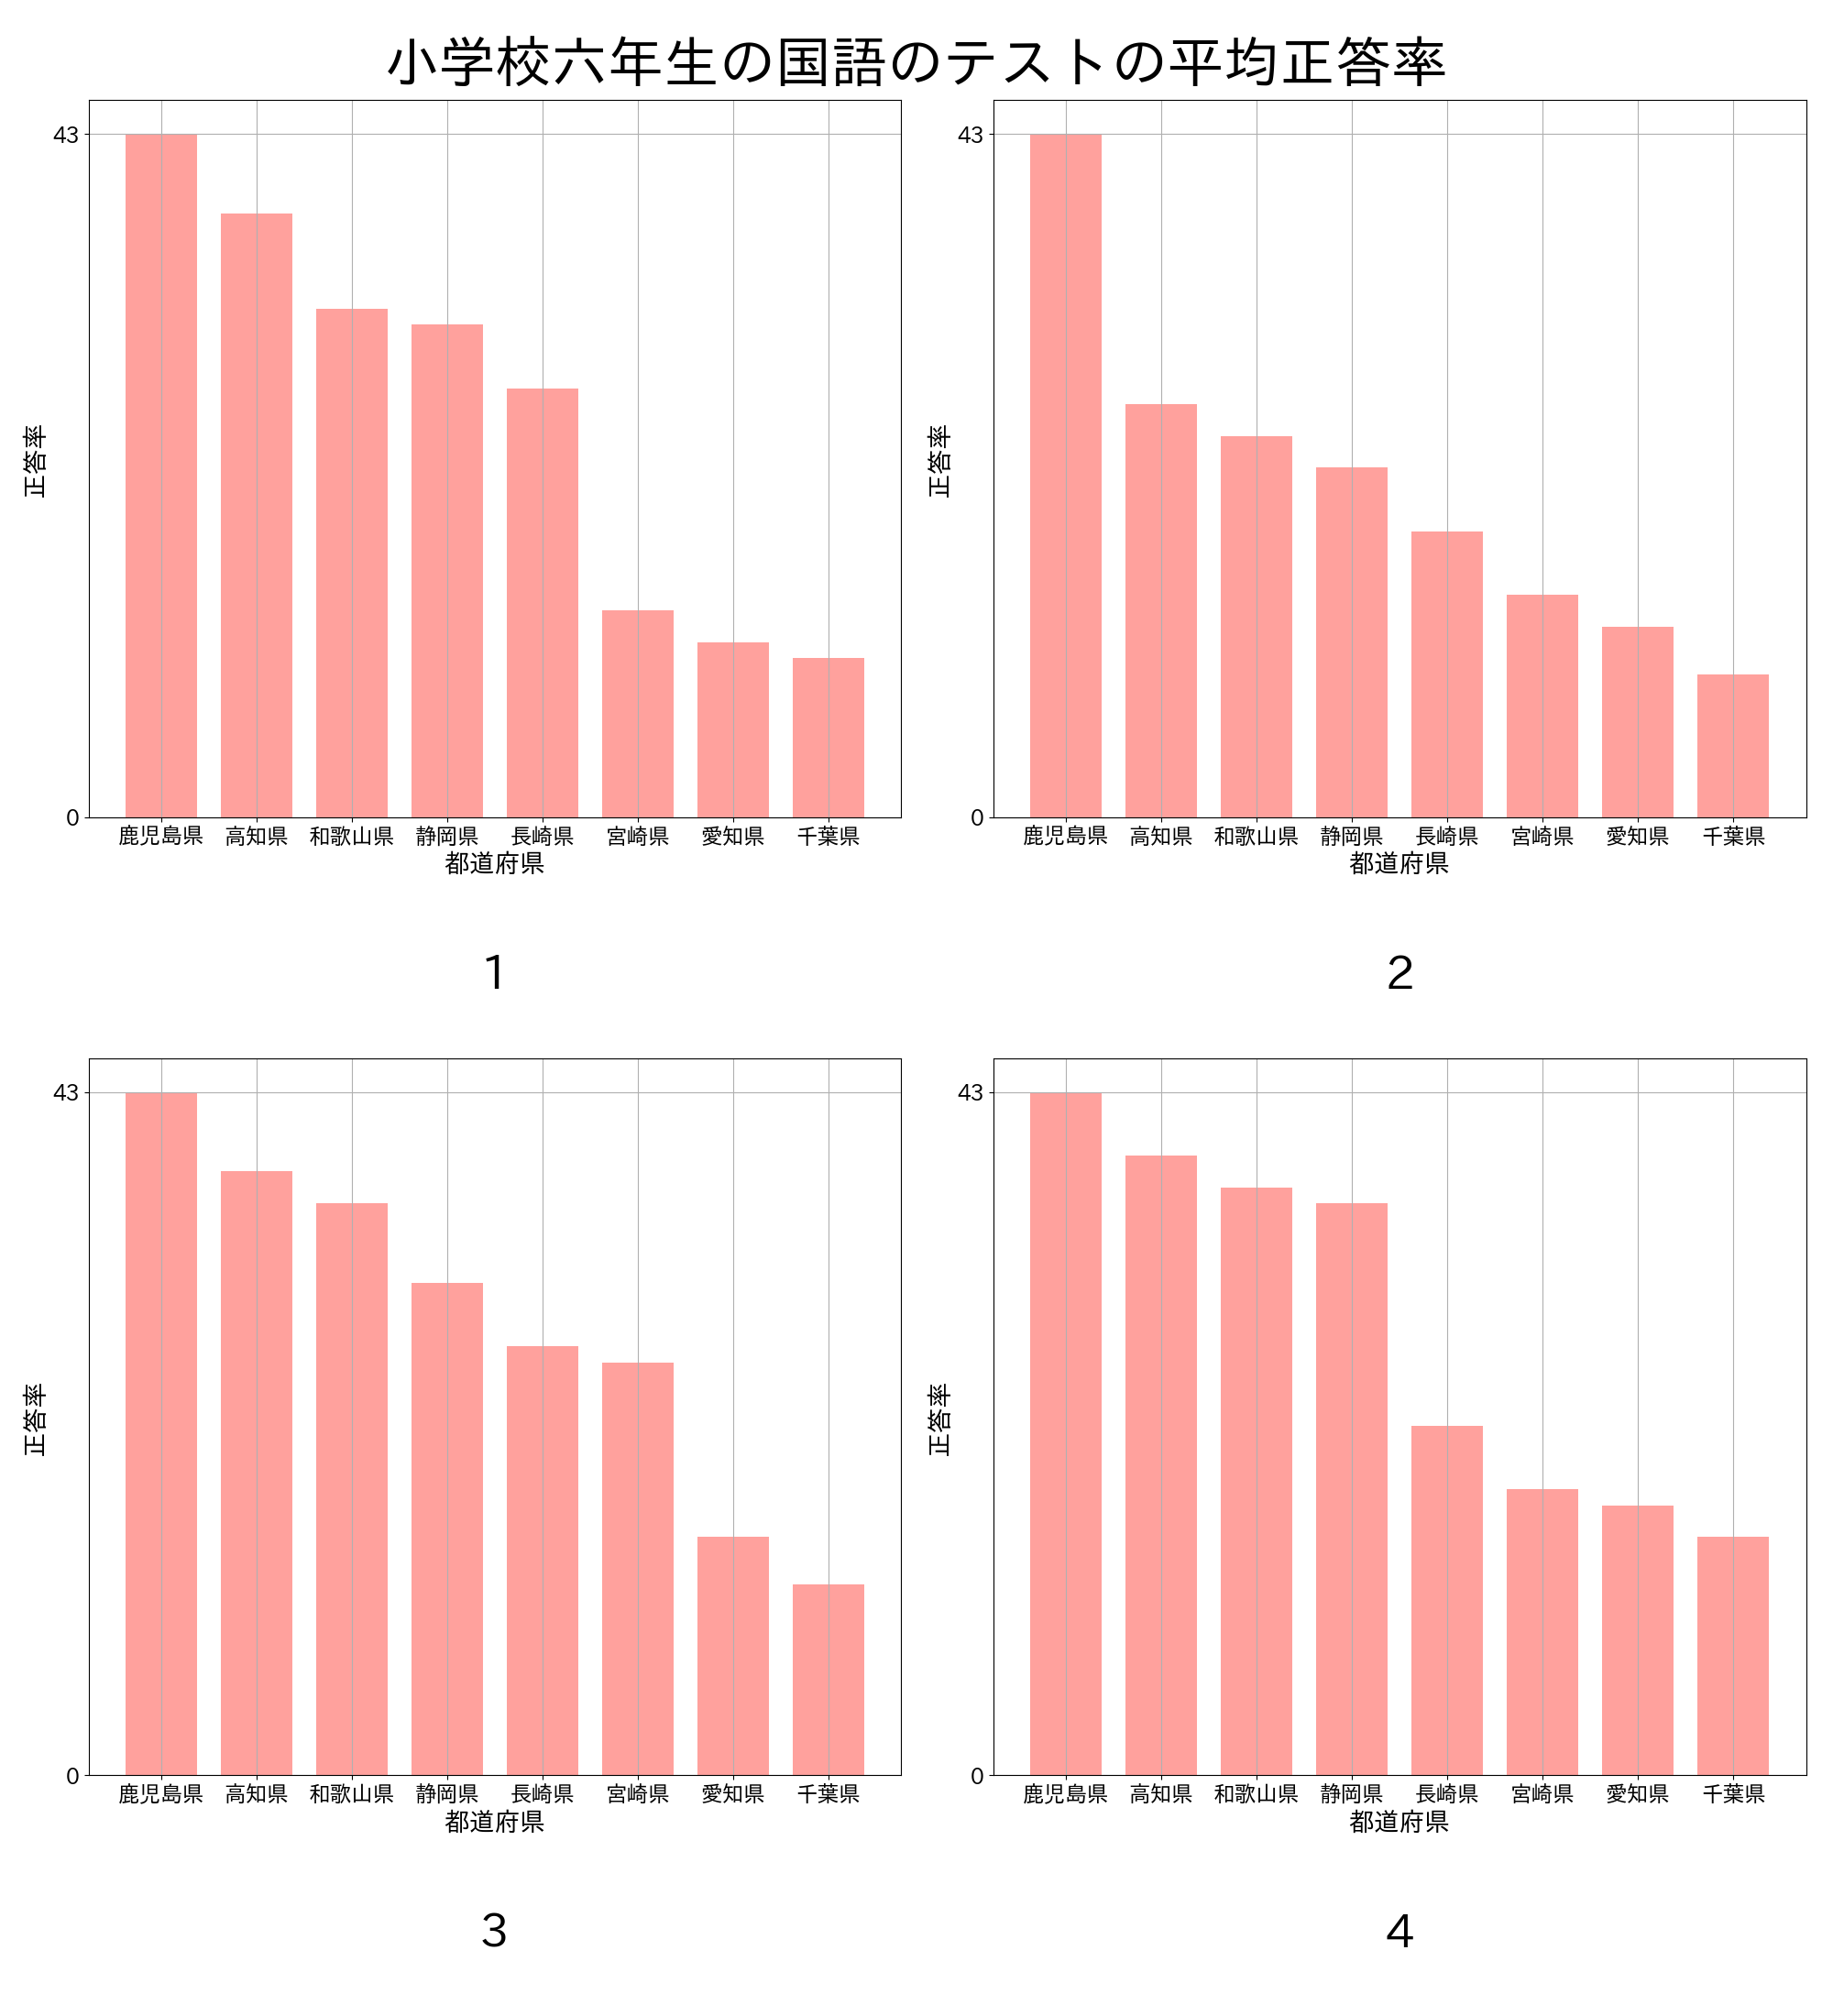 小学校六年生の国語のテストの平均正答率
43
正答率
0
鹿児島県 高知県 和歌山県 静岡県 長崎県 宮崎県 愛知県 千葉県
都道府県
1
43
正答率
0
鹿児島県 高知県 和歌山県 静岡県 長崎県 宮崎県 愛知県 千葉県
都道府県
2
43
正答率
0
鹿児島県 高知県 和歌山県 静岡県 長崎県 宮崎県 愛知県 千葉県
都道府県
3
43
正答率
0
鹿児島県 高知県 和歌山県 静岡県 長崎県 宮崎県 愛知県 千葉県
都道府県
4